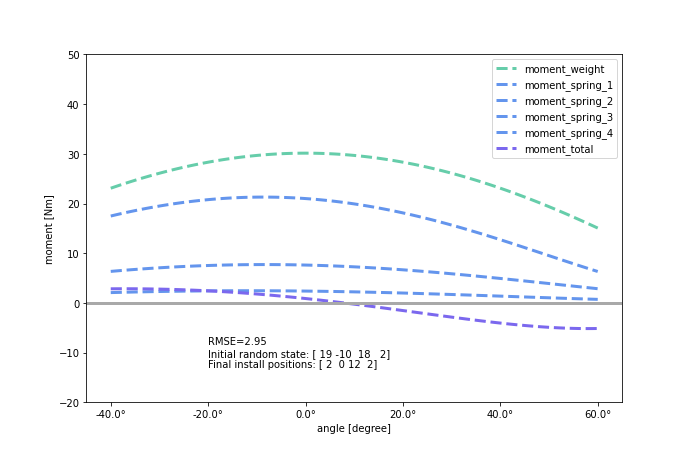 50
40
30
20
10
0
−10
−20
moment [Nm]
moment_weight
moment_spring_1
moment_spring_2
moment_spring_3
moment_spring_4
moment_total
RMSE=2.95
Initial random state: [ 19 -10  18   2]
Final install positions: [ 2  0 12  2]
-40.0° -20.0° 0.0° 20.0° 40.0° 60.0°
angle [degree]